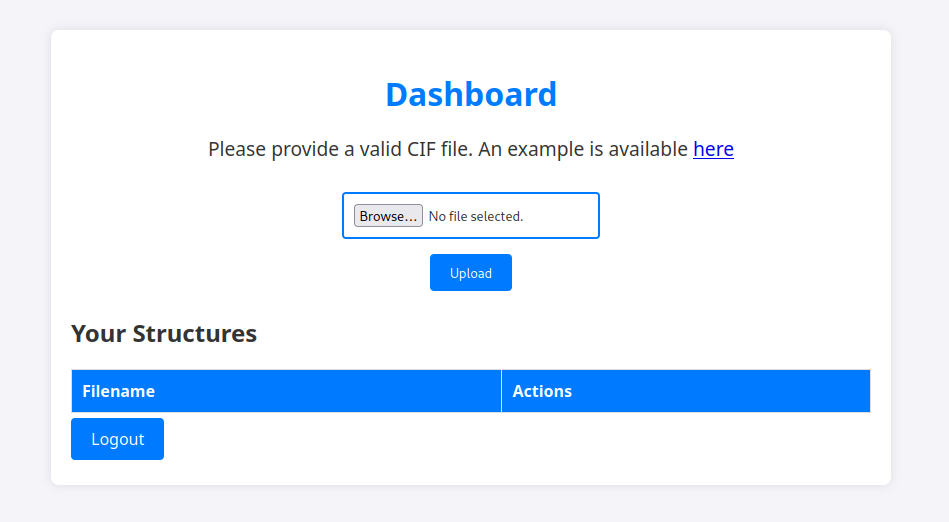 Dashboard
Please provide a valid CIF file. An example is available here
Browse... No file selected.
Upload
Your Structures
Filename Actions
Logout